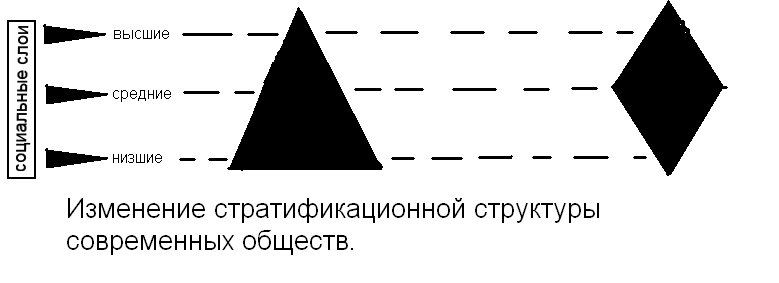 социальные слои
высшие
средние
низшие
Изменение стратификационной структуры
современных обществ.